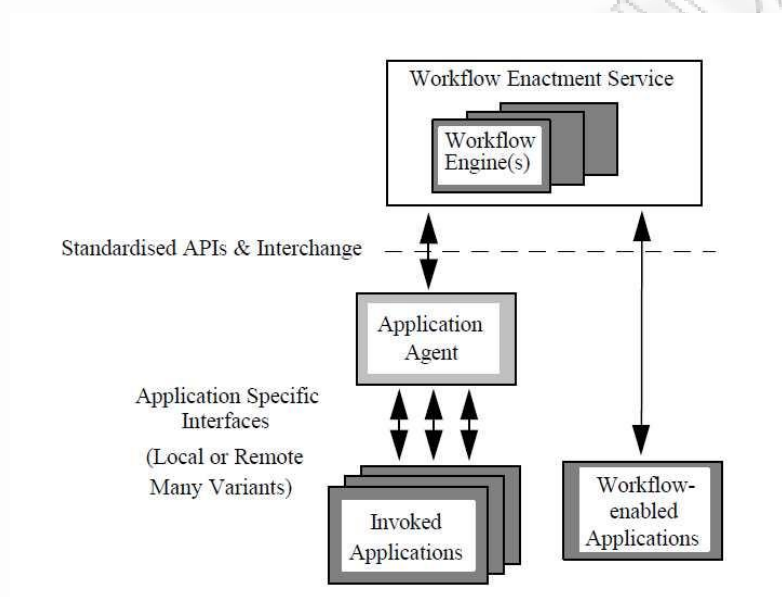 Workflow Enactment Service
Workflow
Engine(s)
Standardised APIs & Interchange
Application
Agent
Application Specific
Interfaces
(Local or Remote
Many Variants)
Invoked
Applications
Workflow-
enabled
Applications